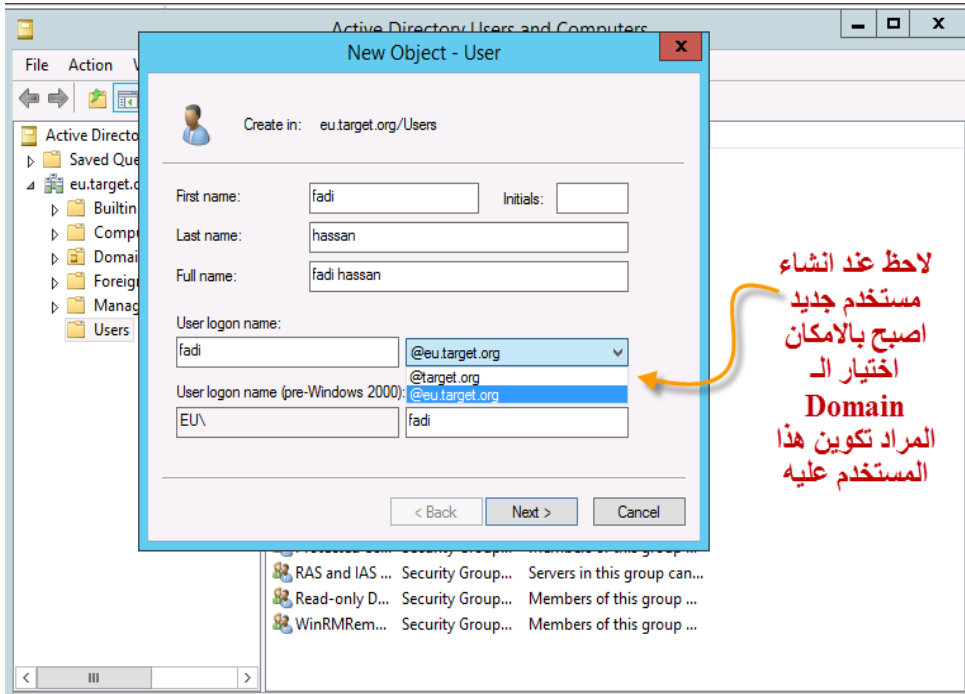 Active Directory Users and Computers
File Action
New Object - User
X
Create in: eu.target.org/Users
Active Directo
Saved Que
eu.target.o
Builtin
Compu
Domai
Foreign
Manag
Users
First name: fadi Initials:
Last name: hassan
Full name: fadi hassan
User logon name:
fadi @eu.target.org
@target.org
User logon name (pre-Windows 2000): @eu.target.org
EU\ fadi
< Back Next > Cancel
لاحظ عند انشاء
مستخدم جديد
اصبح بالامكان
اختيار الـ
Domain
المراد تكوين هذا
المستخدم عليه
RAS and IAS ... Security Group... Servers in this group can...
Read-only D... Security Group... Members of this group ...
WinRMRem... Security Group... Members of this group ...